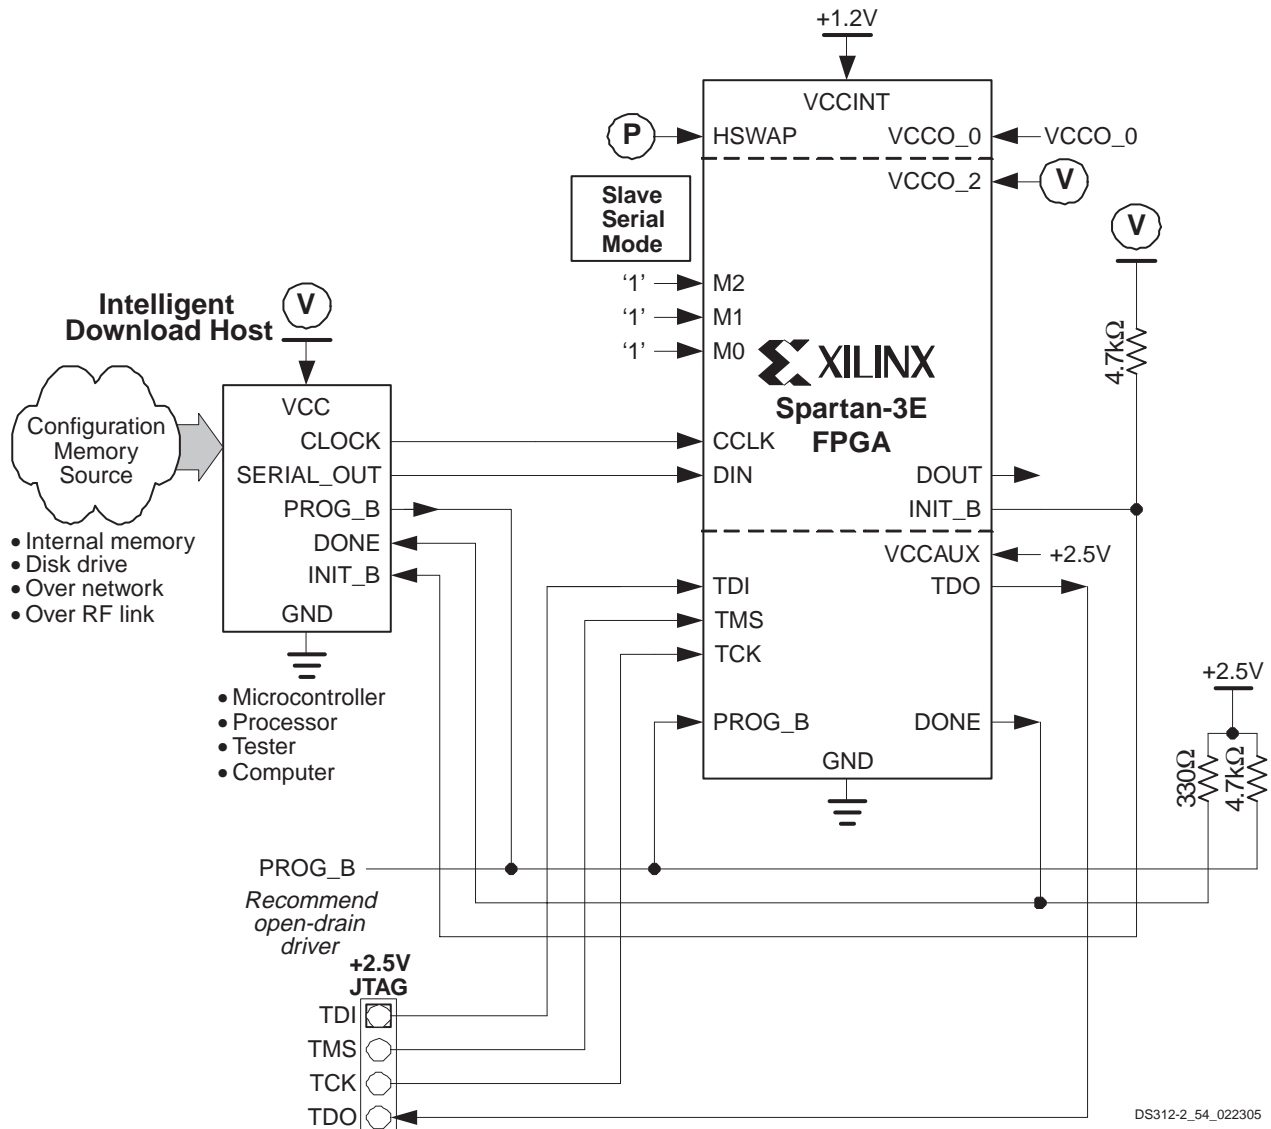 +1.2V
VCCINT
P
HSWAP
VCCO_0
VCCO_0
VCCO_2
V
Slave
Serial
Mode
V
‘1’
M2
‘1’
M1
‘1’
M0
4.7kΩ
XILINX
Spartan-3E
FPGA
Intelligent
Download Host
V
Configuration
Memory
Source
VCC
CLOCK
SERIAL_OUT
PROG_B
DONE
INIT_B
GND
CCLK
DIN
DOUT
INIT_B
• Internal memory
• Disk drive
• Over network
• Over RF link
VCCAUX
+2.5V
TDI
TDO
TMS
TCK
• Microcontroller
• Processor
• Tester
• Computer
PROG_B
DONE
GND
+2.5V
330Ω
4.7kΩ
PROG_B
Recommend
open-drain
driver
+2.5V
JTAG
TDI
TMS
TCK
TDO
DS312-2_54_022305